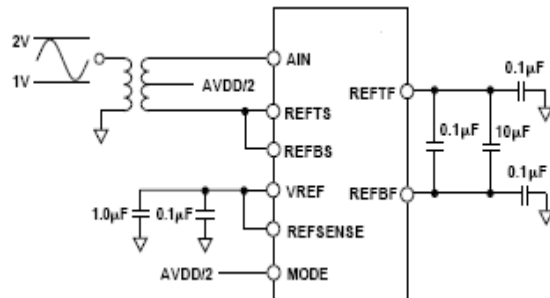 2V
1V
AVDD/2
AIN
REFTS
REFBS
VREF
REFSENSE
MODE
1.0µF
0.1µF
AVDD/2
REFTF
REFBF
0.1µF
0.1µF
10µF
0.1µF